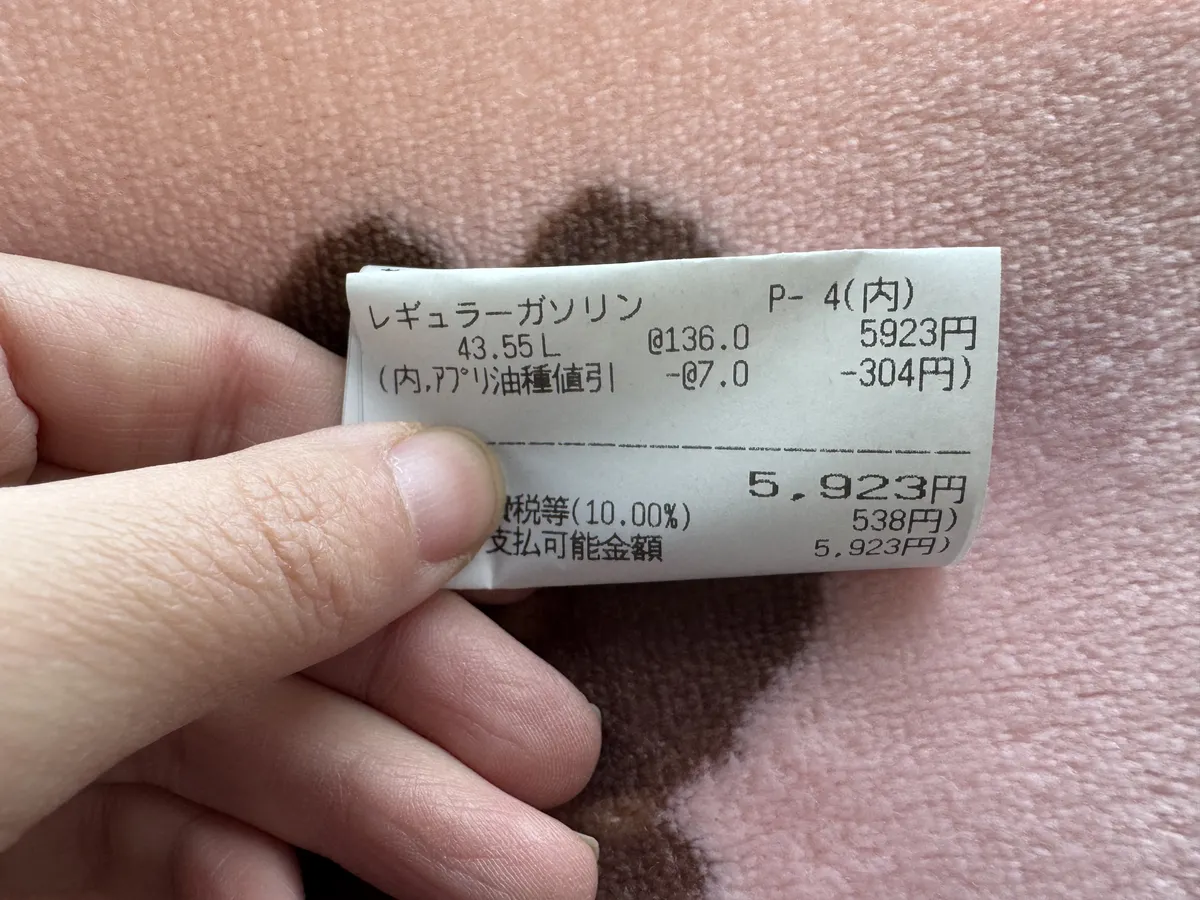 レギュラーガソリン P- 4(内)
43.55L @136.0 5923円
(内,アプリ油種値引 -@7.0 -304円)
5,923円
税等(10.00%) 538円)
支払可能金額 5,923円)